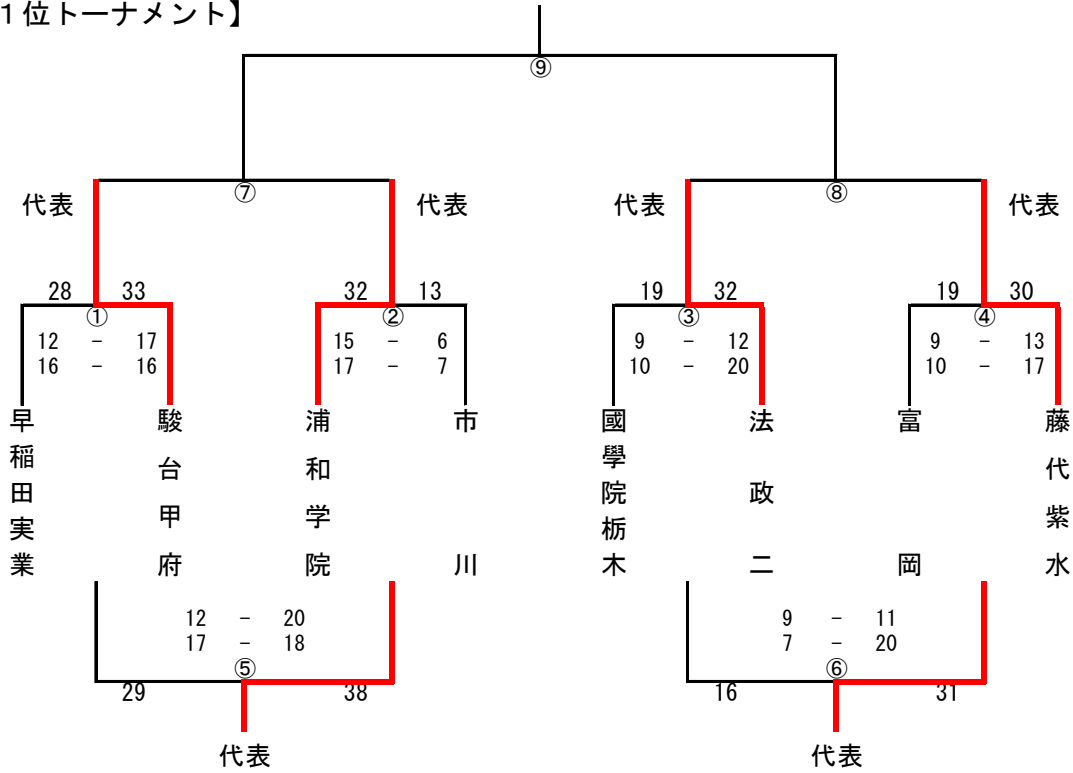 1位トーナメント】
⑨
⑦ ⑧
代表 代表 代表 代表
28 33 32 13 19 32 19 30
① ② ③ ④
12 - 17 15 - 6 9 - 12 9 - 13
16 - 16 17 - 7 10 - 20 10 - 17
早稲田実業
駿台甲府
浦和学院
市川
國學院栃木
法政二
富岡
藤代紫水
12 - 20 9 - 11
17 - 18 7 - 20
⑤ ⑥
29 38 16 31
代表 代表